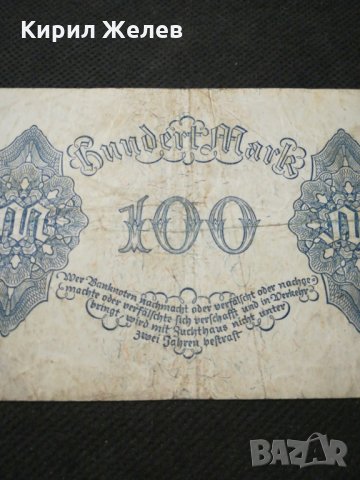 Кирил Желев
Hundert Mark
100
M M
Wer Banknoten nachmacht oder verfälscht oder nachge-
machte oder verfälschte sich verschafft und in Verkehr
bringt, wird mit Zuchthaus nicht unter
zwei Jahren bestraft
BAZAR